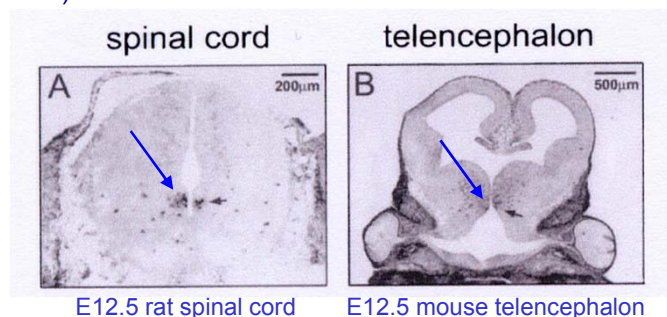 spinal cord
telencephalon
A
200μm
B
500μm
E12.5 rat spinal cord
E12.5 mouse telencephalon